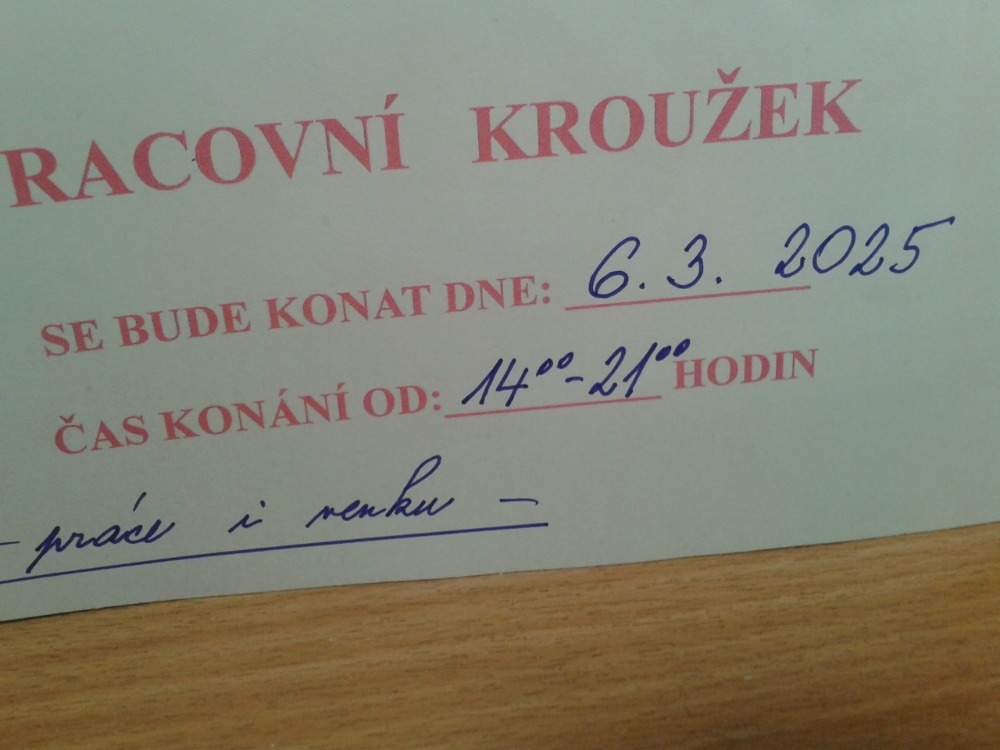 RACOVNÍ KROUŽEK
SE BUDE KONAT DNE: 6. 3. 2025
ČAS KONÁNÍ OD: 14⁰⁰-21⁰⁰ HODIN
- práce i venku -